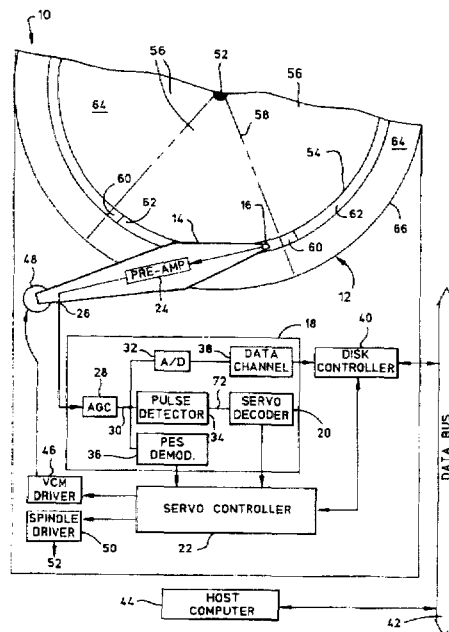 10
52
56
56
58
64
64
54
60
62
14
16
62
60
66
48
PRE-AMP
12
26
24
18
32
38
40
A/D
DATA CHANNEL
DISK CONTROLLER
28
72
AGC
PULSE DETECTOR
SERVO DECODER
30
34
20
36
PES DEMOD.
46
VCM DRIVER
SERVO CONTROLLER
SPINDLE DRIVER
50
22
52
44
HOST COMPUTER
DATA BUS
42